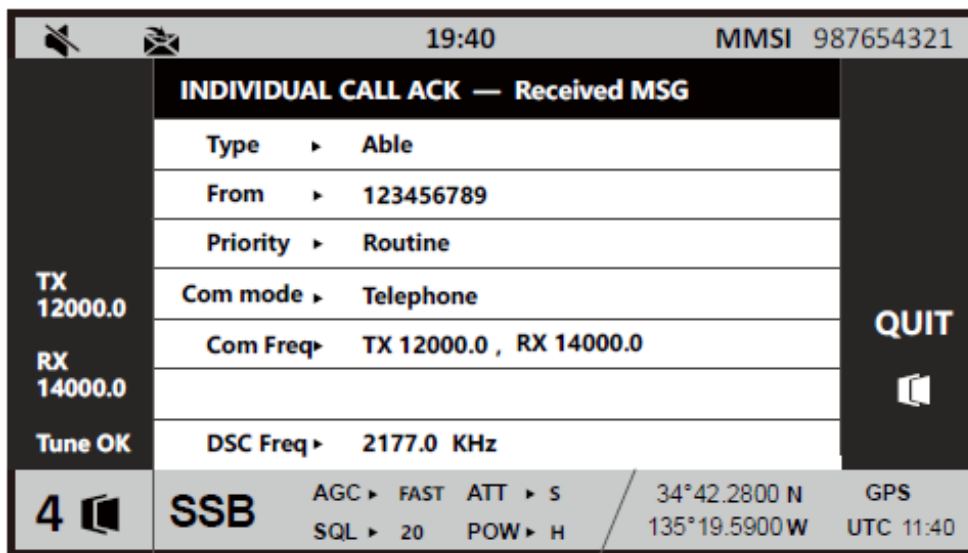 19:40 MMSI 987654321
INDIVIDUAL CALL ACK — Received MSG
Type ▸ Able
From ▸ 123456789
Priority ▸ Routine
Com mode ▸ Telephone
Com Freq▸ TX 12000.0 , RX 14000.0
DSC Freq▸ 2177.0 KHz
TX
12000.0
RX
14000.0
Tune OK
QUIT
4 SSB
AGC ▸ FAST ATT ▸ S
SQL ▸ 20 POW▸ H
34°42.2800 N
135°19.5900 W
GPS
UTC 11:40